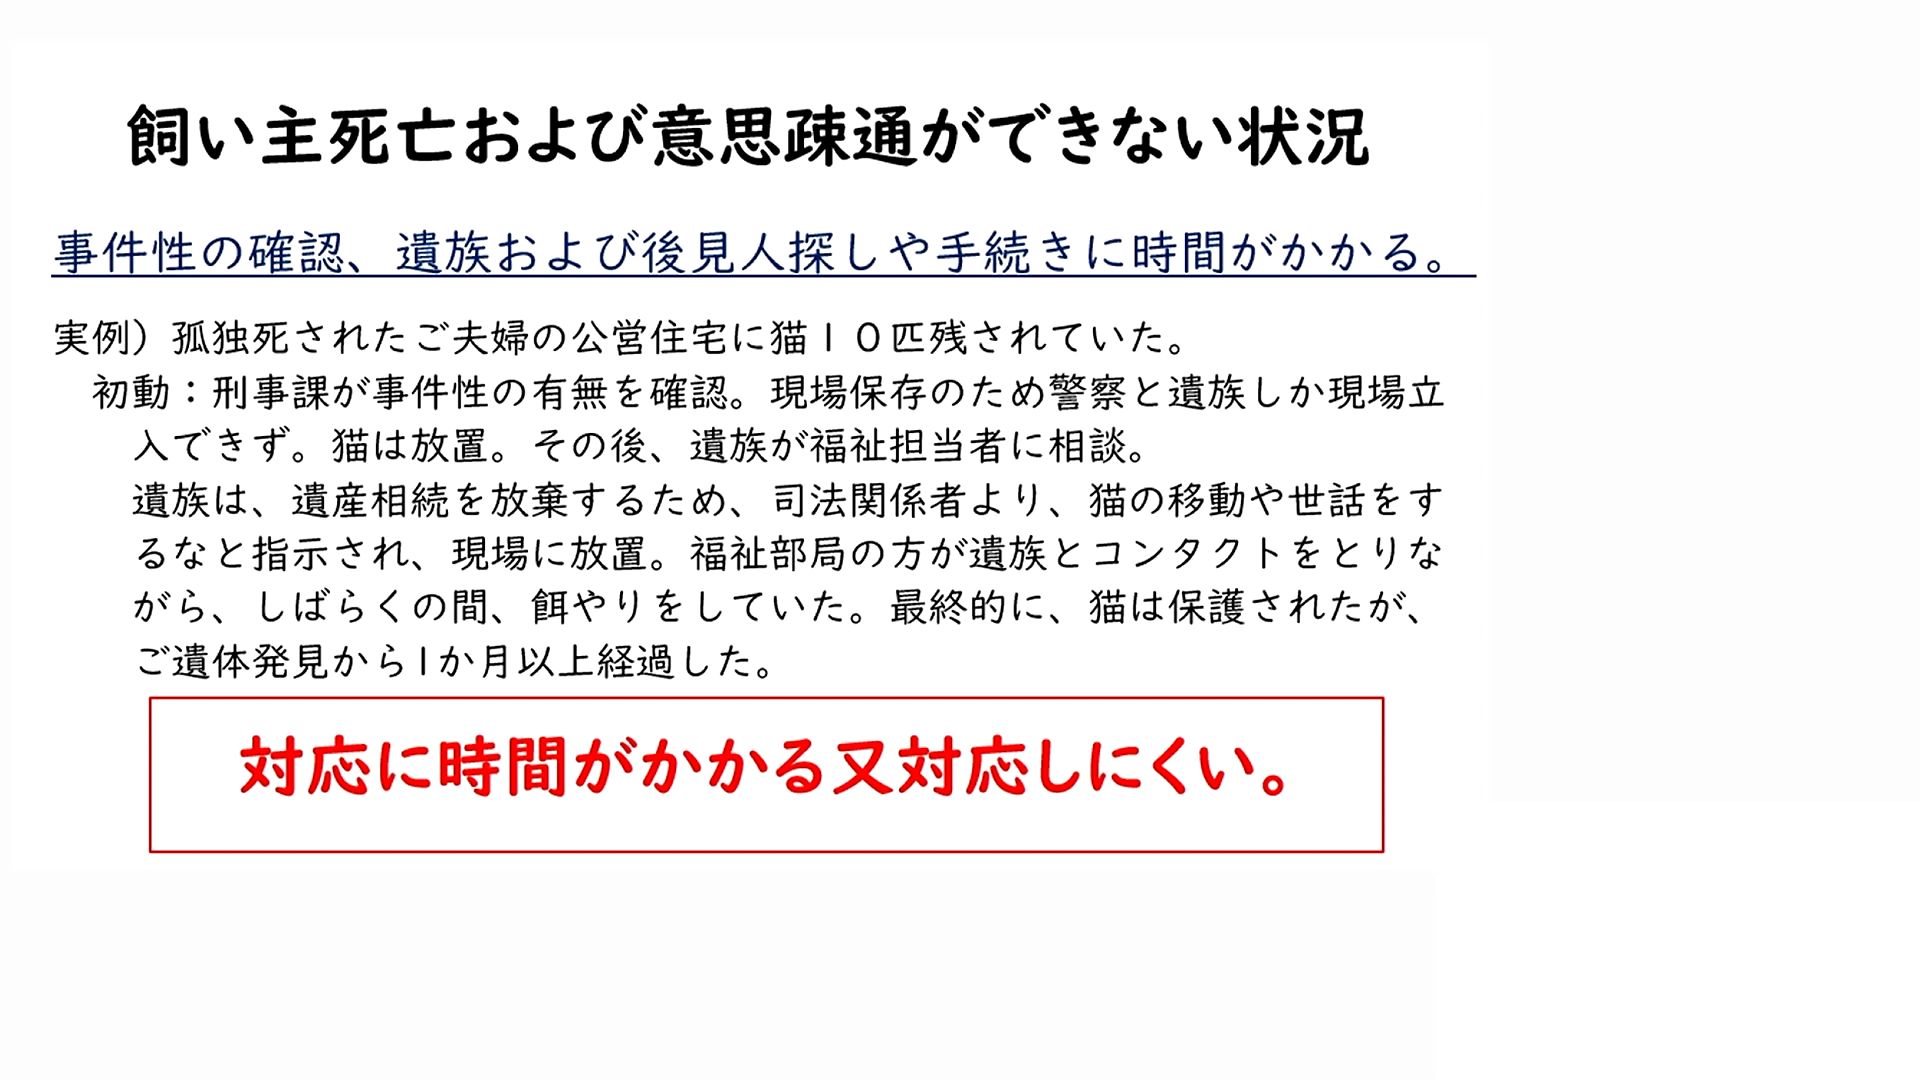 飼い主死亡および意思疎通ができない状況
事件性の確認、遺族および後見人探しや手続きに時間がかかる。
実例）孤独死されたご夫婦の公営住宅に猫１０匹残されていた。
初動：刑事課が事件性の有無を確認。現場保存のため警察と遺族しか現場立
入できず。猫は放置。その後、遺族が福祉担当者に相談。
遺族は、遺産相続を放棄するため、司法関係者より、猫の移動や世話をす
るなと指示され、現場に放置。福祉部局の方が遺族とコンタクトをとりな
がら、しばらくの間、餌やりをしていた。最終的に、猫は保護されたが、
ご遺体発見から1か月以上経過した。
対応に時間がかかる又対応しにくい。